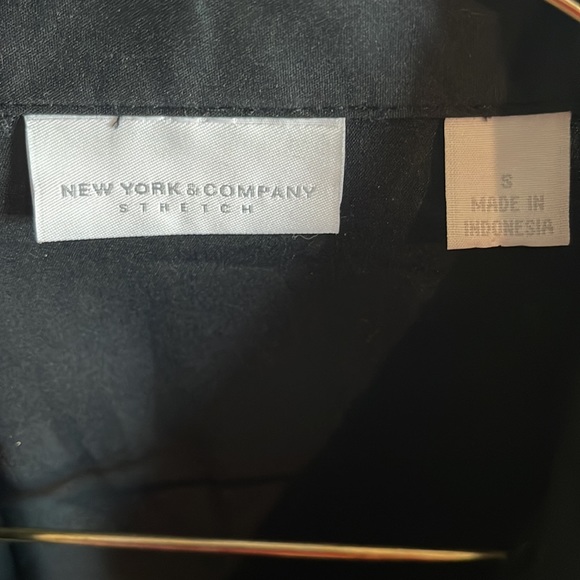 NEW YORK & COMPANY
STRETCH
S
MADE IN
INDONESIA